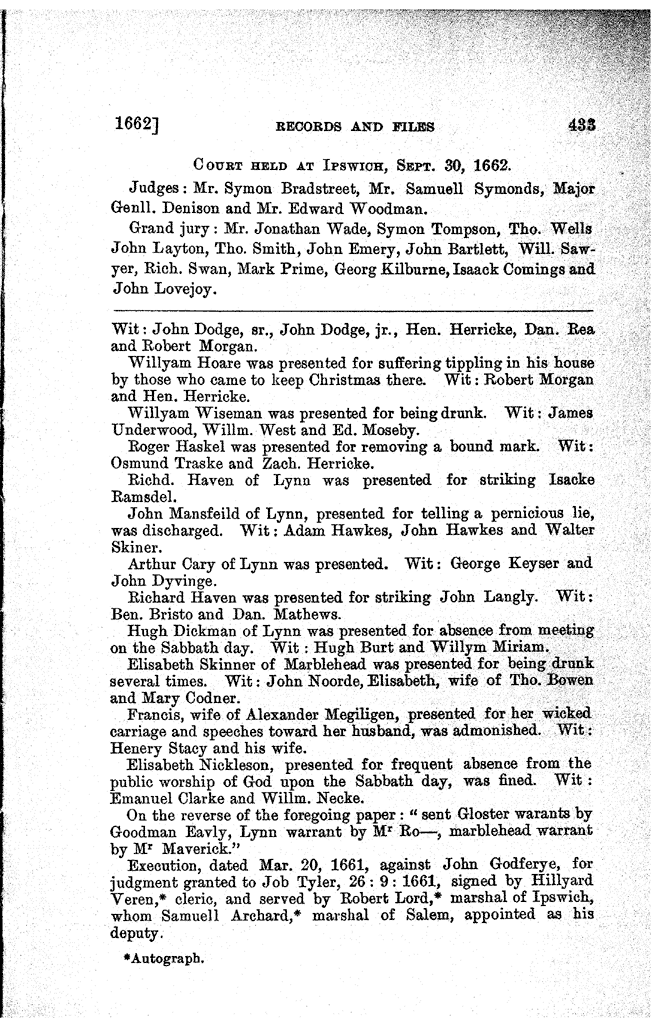 1662] RECORDS AND FILES 433
COURT HELD AT IPSWICH, SEPT. 30, 1662.
Judges: Mr. Symon Bradstreet, Mr. Samuell Symonds, Major
Genll. Denison and Mr. Edward Woodman.
Grand jury: Mr. Jonathan Wade, Symon Tompson, Tho. Wells
John Layton, Tho. Smith, John Emery, John Bartlett, Will. Saw-
yer, Rich. Swan, Mark Prime, Georg Kilburne, Isaack Comings and
John Lovejoy.
Wit: John Dodge, sr., John Dodge, jr., Hen. Herricke, Dan. Rea
and Robert Morgan.
Willyam Hoare was presented for suffering tippling in his house
by those who came to keep Christmas there. Wit: Robert Morgan
and Hen. Herricke.
Willyam Wiseman was presented for being drunk. Wit: James
Underwood, Willm. West and Ed. Moseby.
Roger Haskel was presented for removing a bound mark. Wit:
Osmund Traske and Zach. Herricke.
Richd. Haven of Lynn was presented for striking Isacke
Ramsdel.
John Mansfeild of Lynn, presented for telling a pernicious lie,
was discharged. Wit: Adam Hawkes, John Hawkes and Walter
Skiner.
Arthur Cary of Lynn was presented. Wit: George Keyser and
John Dyvinge.
Richard Haven was presented for striking John Langly. Wit:
Ben. Bristo and Dan. Mathews.
Hugh Dickman of Lynn was presented for absence from meeting
on the Sabbath day. Wit: Hugh Burt and Willym Miriam.
Elisabeth Skinner of Marblehead was presented for being drunk
several times. Wit: John Noorde, Elisabeth, wife of Tho. Bowen
and Mary Codner.
Francis, wife of Alexander Megiligen, presented for her wicked
carriage and speeches toward her husband, was admonished. Wit:
Henery Stacy and his wife.
Elisabeth Nickleson, presented for frequent absence from the
public worship of God upon the Sabbath day, was fined. Wit:
Emanuel Clarke and Willm. Necke.
On the reverse of the foregoing paper: "sent Gloster warants by
Goodman Eavly, Lynn warrant by Mr Ro—, marblehead warrant
by Mr Maverick."
Execution, dated Mar. 20, 1661, against John Godferye, for
judgment granted to Job Tyler, 26:9:1661, signed by Hillyard
Veren,* cleric, and served by Robert Lord,* marshal of Ipswich,
whom Samuell Archard,* marshal of Salem, appointed as his
deputy.
*Autograph.